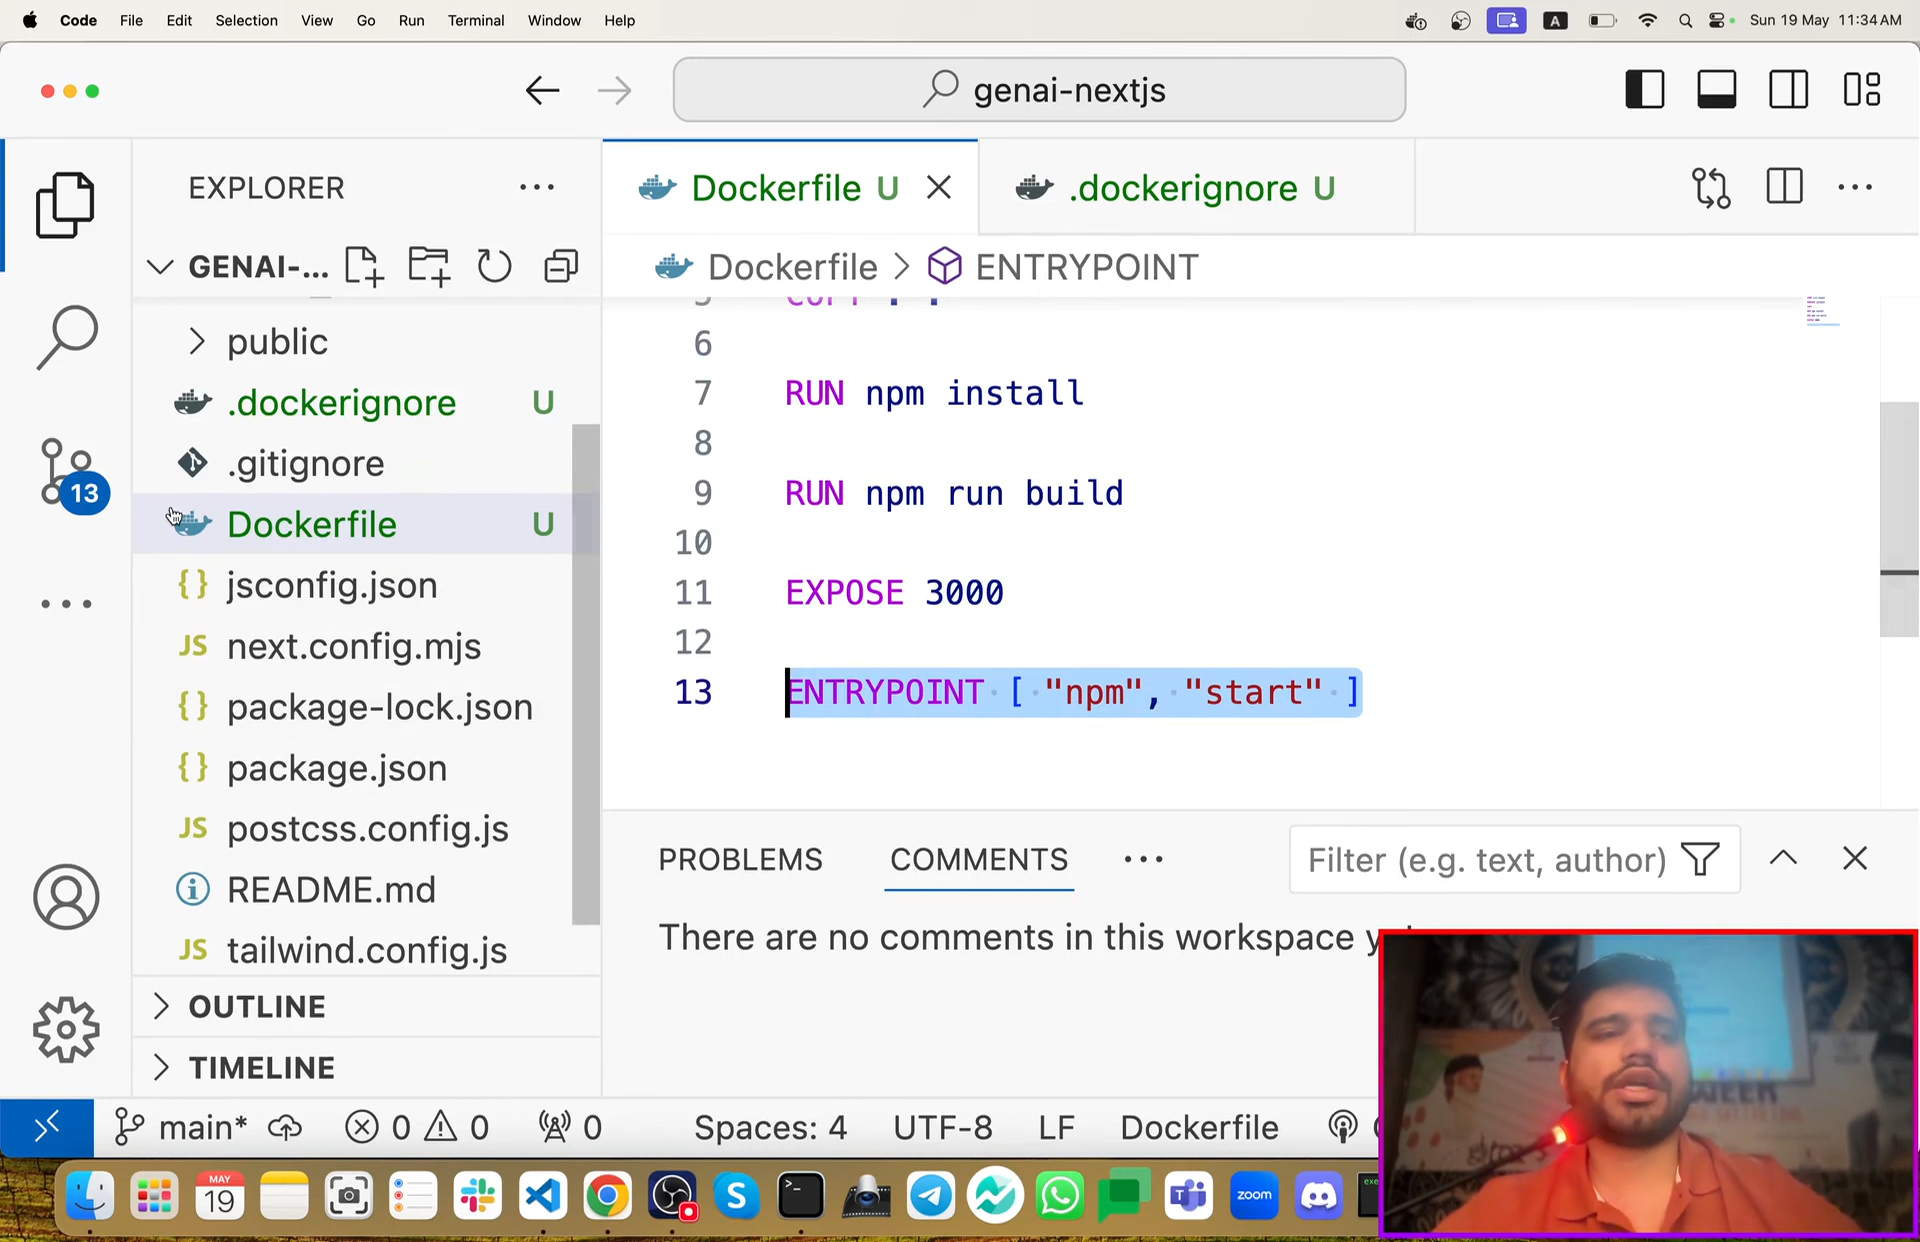 Code File Edit Selection View Go Run Terminal Window Help A Sun 19 May 11:34 AM
genai-nextjs
EXPLORER
Dockerfile U
.dockerignore U
GENAI-...
Dockerfile > ENTRYPOINT
public
.dockerignore U
.gitignore
Dockerfile U
jsconfig.json
next.config.mjs
package-lock.json
package.json
postcss.config.js
README.md
tailwind.config.js
OUTLINE
TIMELINE
13
5 COPY . .
6
7 RUN npm install
8
9 RUN npm run build
10
11 EXPOSE 3000
12
13 ENTRYPOINT [ "npm", "start" ]
PROBLEMS COMMENTS
Filter (e.g. text, author)
There are no comments in this workspace
main* 0 0 0 Spaces: 4 UTF-8 LF Dockerfile
MAY
19
S
zoom
exe
WEEK